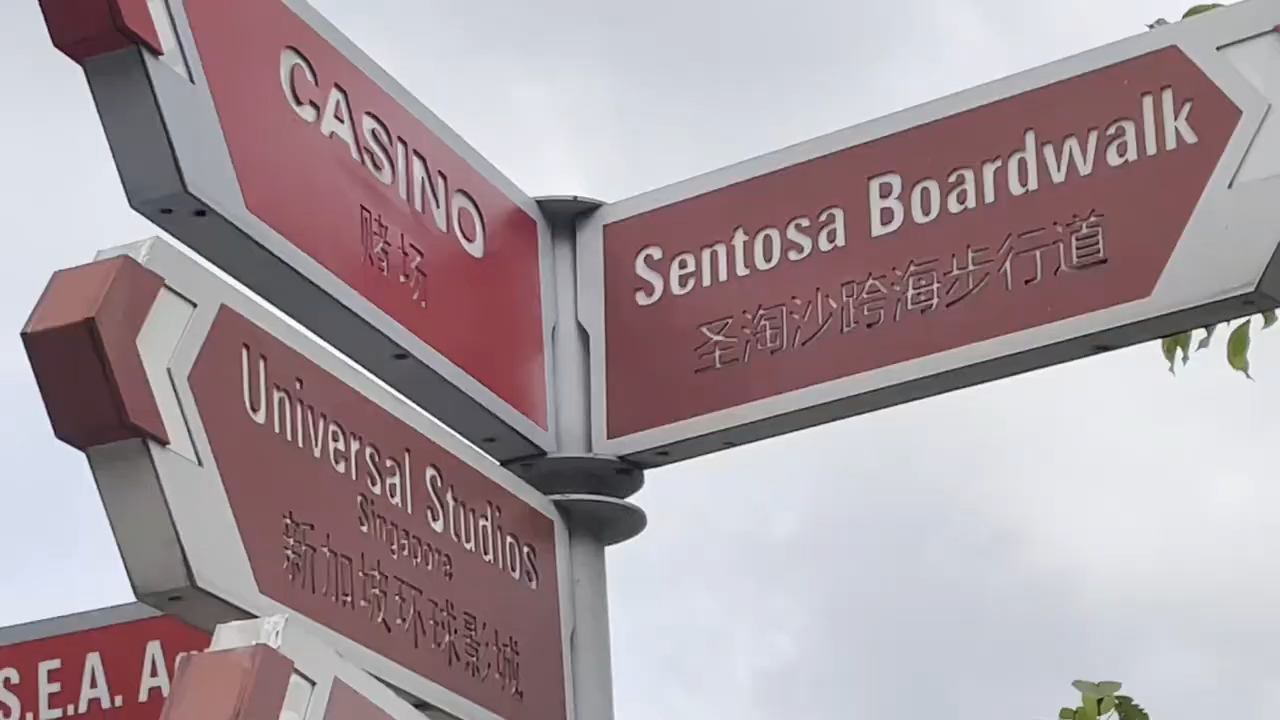 CASINO
赌场
Sentosa Boardwalk
圣淘沙跨海步行道
Universal Studios
Singapore
新加坡环球影城
S.E.A.